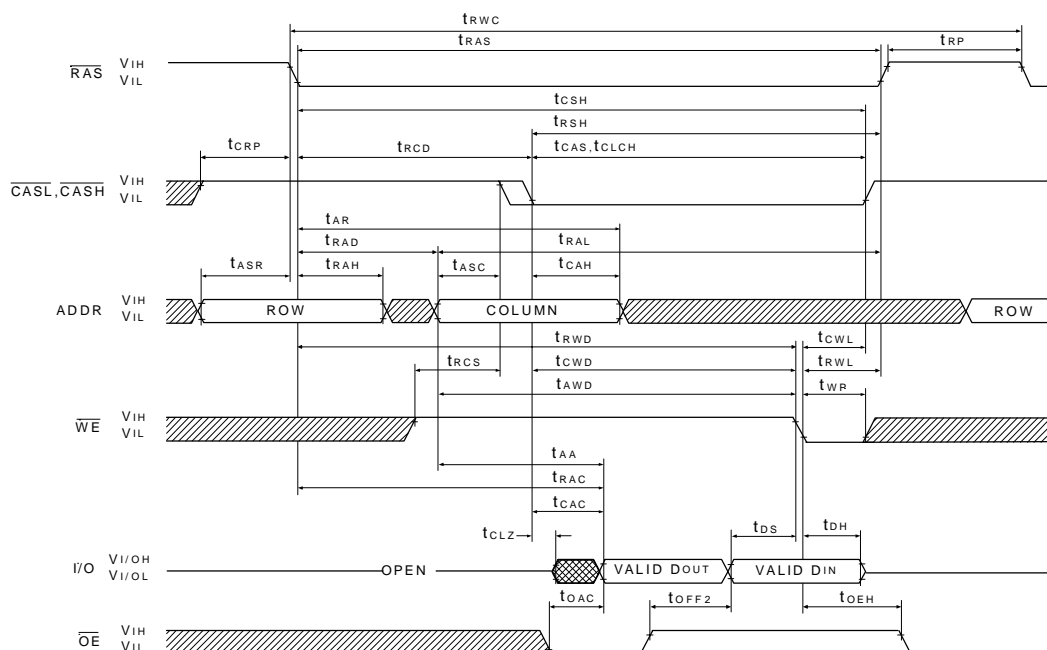 tRWC
tRAS
tRP
RAS VIH
VIL
tCSH
tRSH
tCRP tRCD tCAS,tCLCH
CASL,CASH VIH
VIL
tAR
tRAD tRAL
tASR tRAH tASC tCAH
ADDR VIH
VIL
ROW COLUMN ROW
tRWD tCWL
tRCS tCWD tRWL
tAWD tWP
WE VIH
VIL
tAA
tRAC
tCAC
tCLZ tDS tDH
I/O VI/OH
VI/OL
OPEN VALID DOUT VALID DIN
tOAC tOFF2 tOEH
OE VIH
VIL